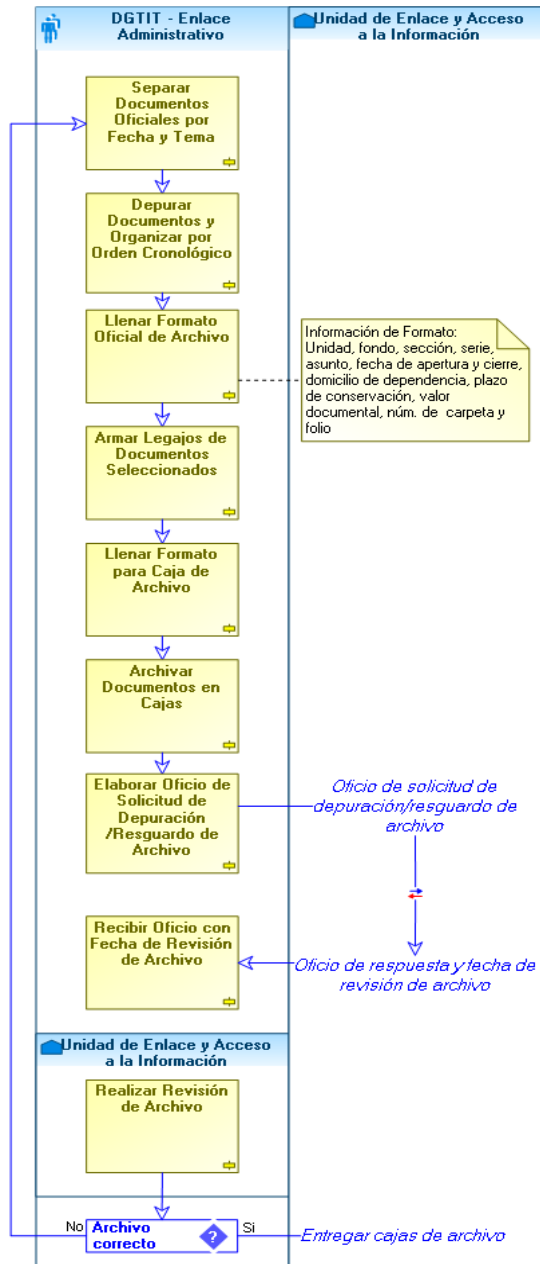 DGTIT - Enlace
Administrativo
Unidad de Enlace y Acceso
a la Información
Separar
Documentos
Oficiales por
Fecha y Tema
Depurar
Documentos y
Organizar por
Orden Cronológico
Llenar Formato
Oficial de Archivo
Información de Formato:
Unidad, fondo, sección, serie,
asunto, fecha de apertura y cierre,
domicilio de dependencia, plazo
de conservación, valor
documental, núm. de carpeta y
folio
Armar Legajos de
Documentos
Seleccionados
Llenar Formato
para Caja de
Archivo
Archivar
Documentos en
Cajas
Elaborar Oficio de
Solicitud de
Depuración
/Resguardo de
Archivo
Oficio de solicitud de
depuración/resguardo de
archivo
Recibir Oficio con
Fecha de Revisión
de Archivo
Oficio de respuesta y fecha de
revisión de archivo
Unidad de Enlace y Acceso
a la Información
Realizar Revisión
de Archivo
No
Archivo
correcto
?
Si
Entregar cajas de archivo